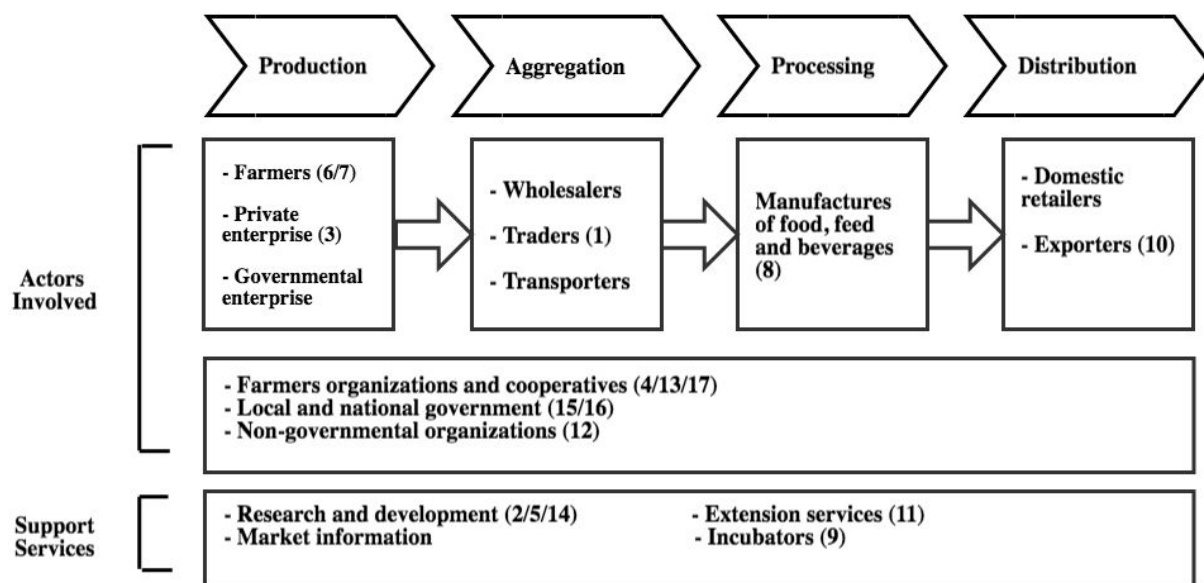 Production
Aggregation
Processing
Distribution
Actors
Involved
- Farmers (6/7)
- Private
enterprise (3)
- Governmental
enterprise
- Wholesalers
- Traders (1)
- Transporters
Manufactures
of food, feed
and beverages
(8)
- Domestic
retailers
- Exporters (10)
- Farmers organizations and cooperatives (4/13/17)
- Local and national government (15/16)
- Non-governmental organizations (12)
Support
Services
- Research and development (2/5/14)
- Market information
- Extension services (11)
- Incubators (9)